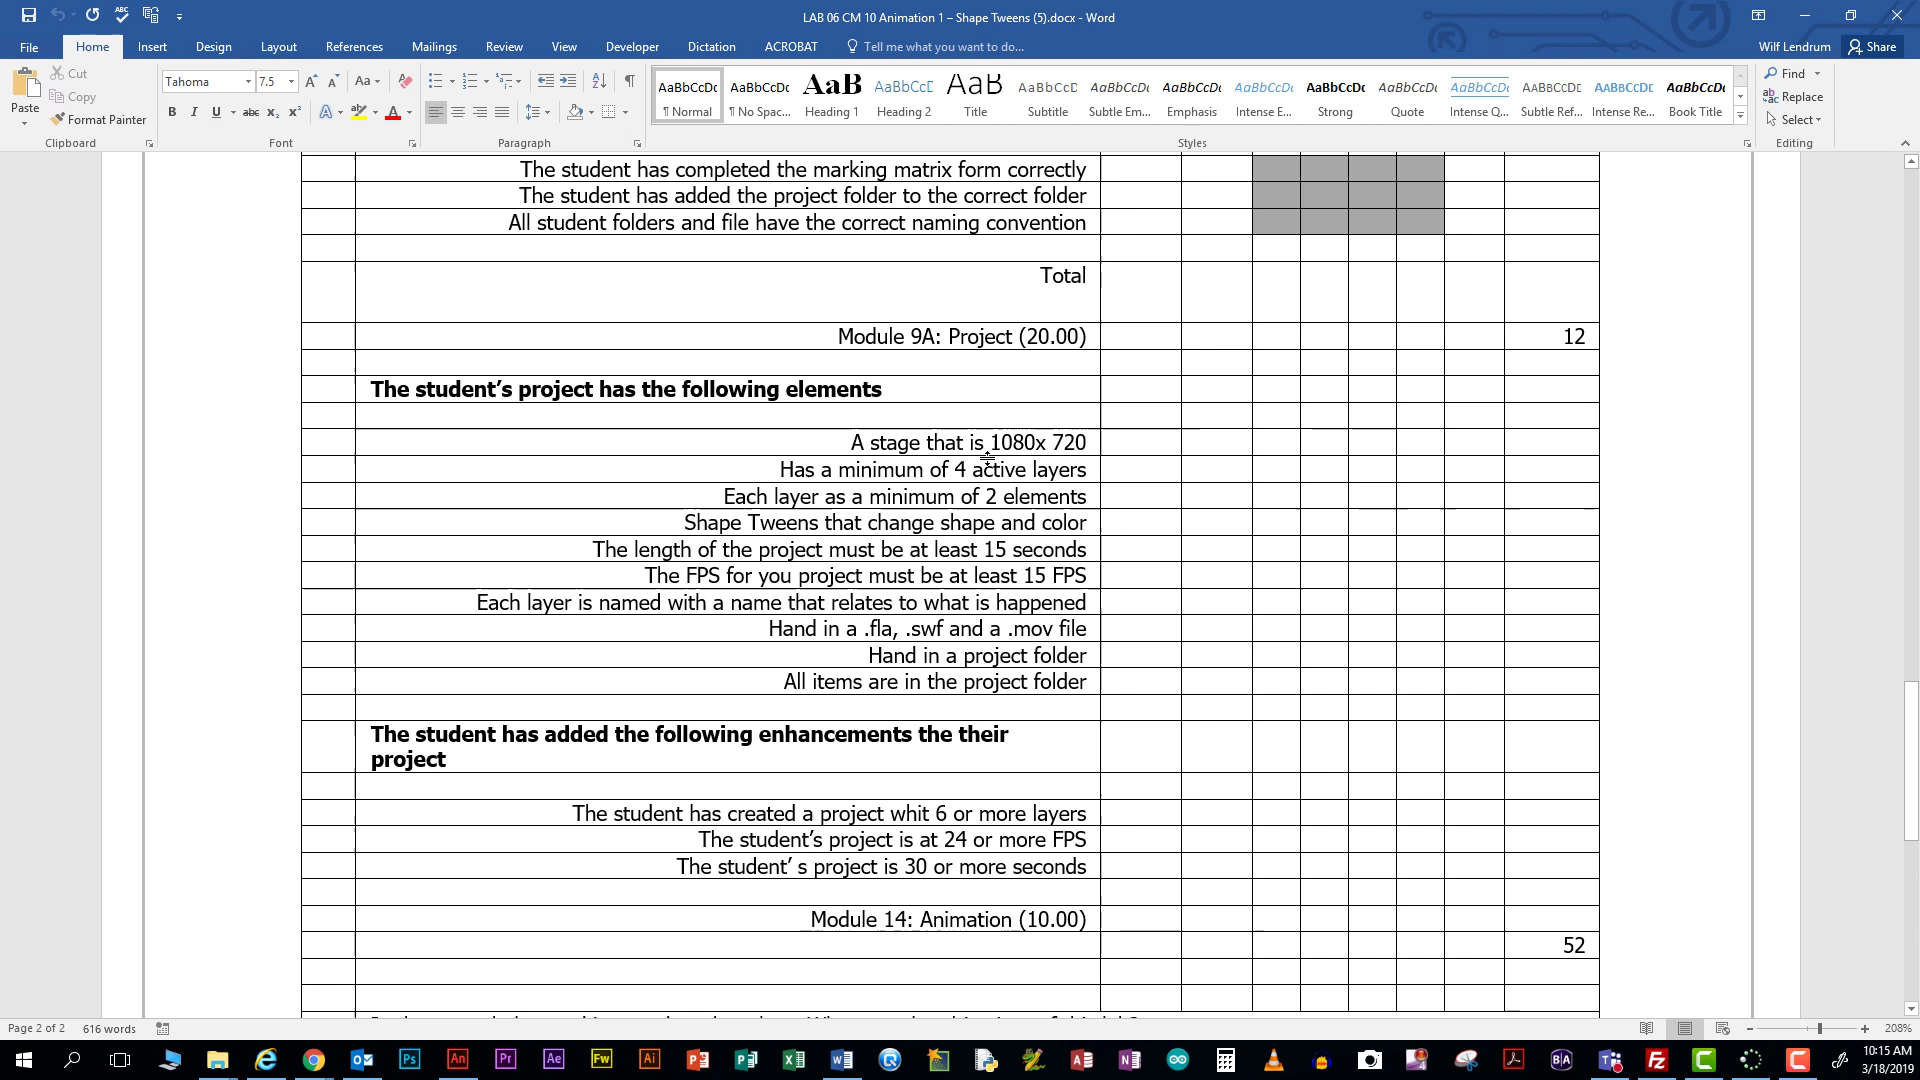 LAB 06 CM 10 Animation 1 – Shape Tweens (5).docx - Word
File Home Insert Design Layout References Mailings Review View Developer Dictation ACROBAT Tell me what you want to do... Wilf Lendrum Share
Paste
Cut
Copy
Format Painter
Tahoma 7.5
AaBbCcDc AaBbCcDc AaB AaBbCcD AaB AaBbCcD AaBbCcDc AaBbCcDc AaBbCcDc AaBbCcDc AaBbCcDc AaBbCcDc AABBCCDC AABBCCDC AaBbCcDc
¶ Normal ¶ No Spac... Heading 1 Heading 2 Title Subtitle Subtle Em... Emphasis Intense E... Strong Quote Intense Q... Subtle Ref... Intense Re... Book Title
Find
Replace
Select
Clipboard Font Paragraph Styles Editing
The student has completed the marking matrix form correctly
The student has added the project folder to the correct folder
All student folders and file have the correct naming convention
Total
Module 9A: Project (20.00) 12
The student’s project has the following elements
A stage that is 1080x 720
Has a minimum of 4 active layers
Each layer as a minimum of 2 elements
Shape Tweens that change shape and color
The length of the project must be at least 15 seconds
The FPS for you project must be at least 15 FPS
Each layer is named with a name that relates to what is happened
Hand in a .fla, .swf and a .mov file
Hand in a project folder
All items are in the project folder
The student has added the following enhancements the their
project
The student has created a project whit 6 or more layers
The student’s project is at 24 or more FPS
The student’ s project is 30 or more seconds
Module 14: Animation (10.00)
52
Page 2 of 2 616 words 208%
10:15 AM
3/18/2019